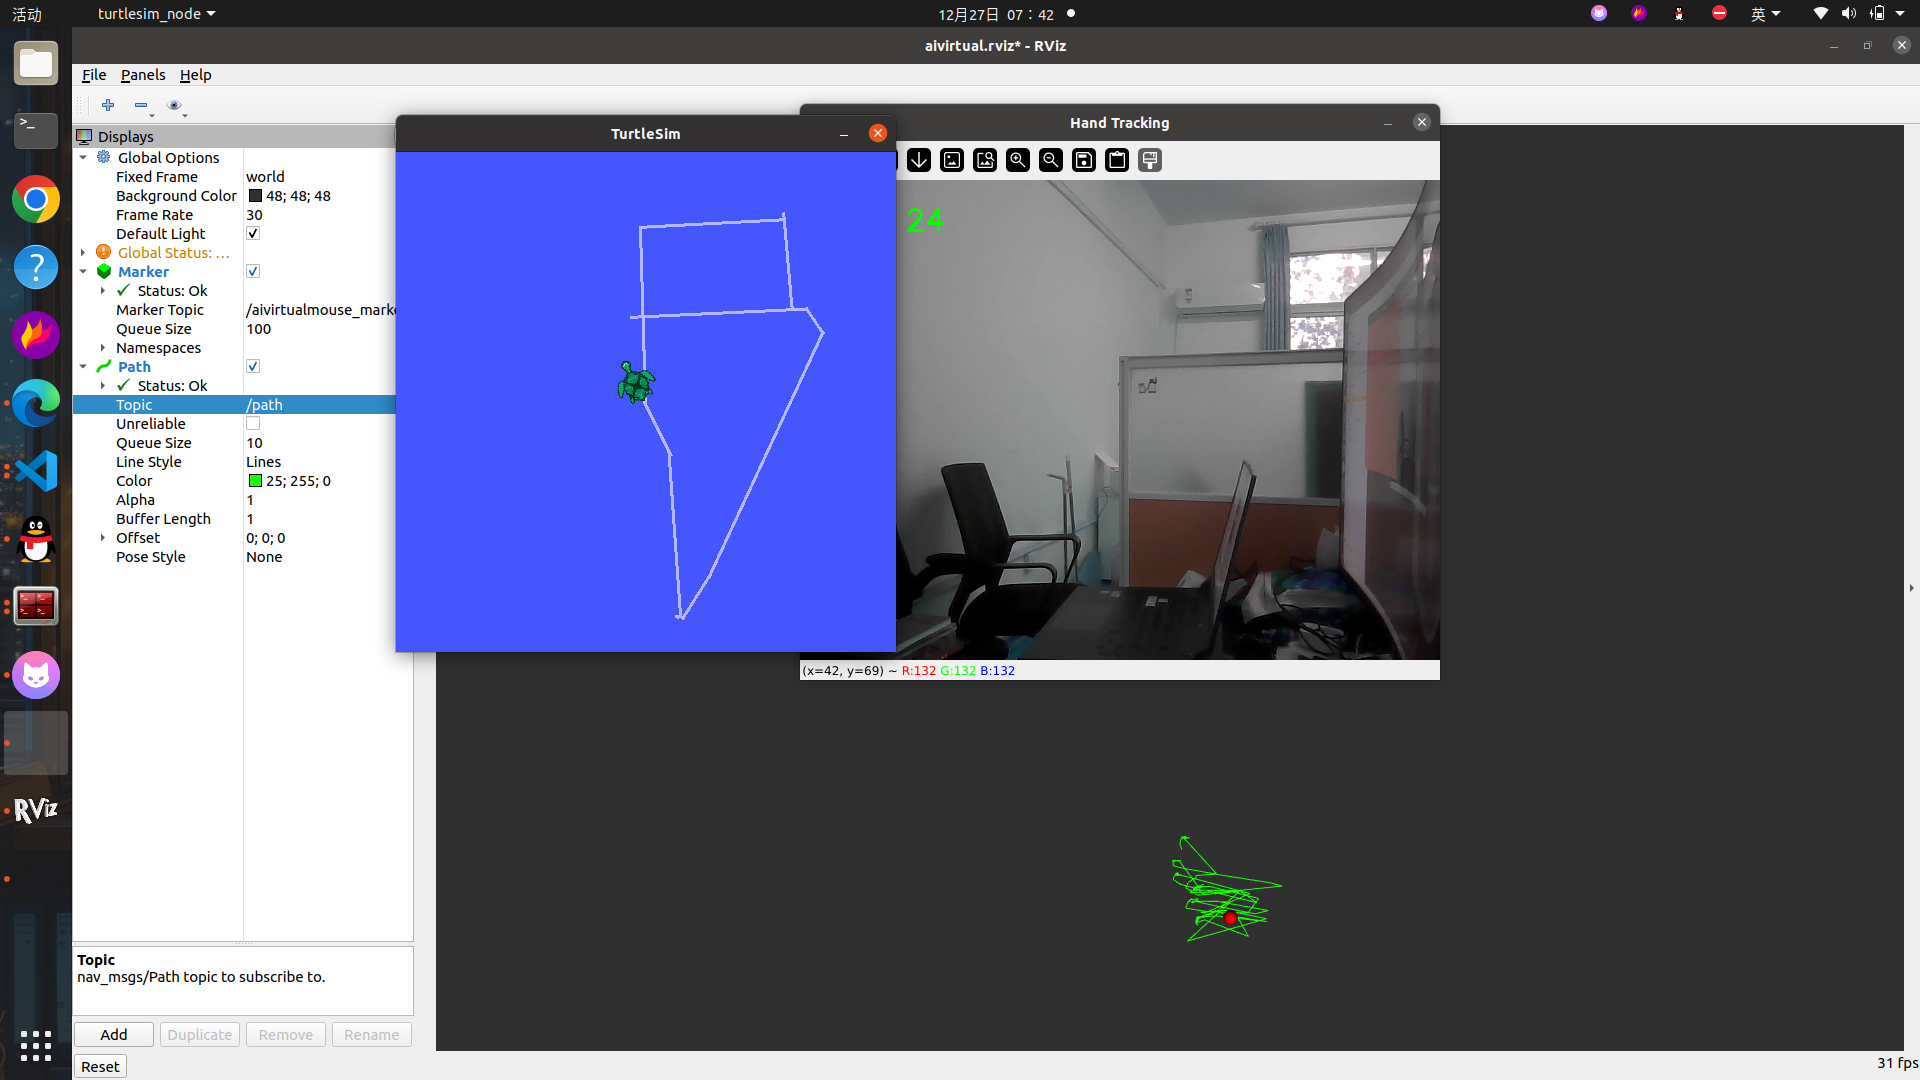 活动
turtlesim_node
12月27日 07：42
英
aivirtual.rviz* - RViz
File Panels Help
Displays
Global Options
Fixed Frame world
Background Color 48; 48; 48
Frame Rate 30
Default Light
Global Status: ...
Marker
Status: Ok
Marker Topic /aivirtualmouse_marke
Queue Size 100
Namespaces
Path
Status: Ok
Topic /path
Unreliable
Queue Size 10
Line Style Lines
Color 25; 255; 0
Alpha 1
Buffer Length 1
Offset 0; 0; 0
Pose Style None
Topic
nav_msgs/Path topic to subscribe to.
Add Duplicate Remove Rename
Reset
TurtleSim
Hand Tracking
24
(x=42, y=69) ~ R:132 G:132 B:132
RViz
31 fps